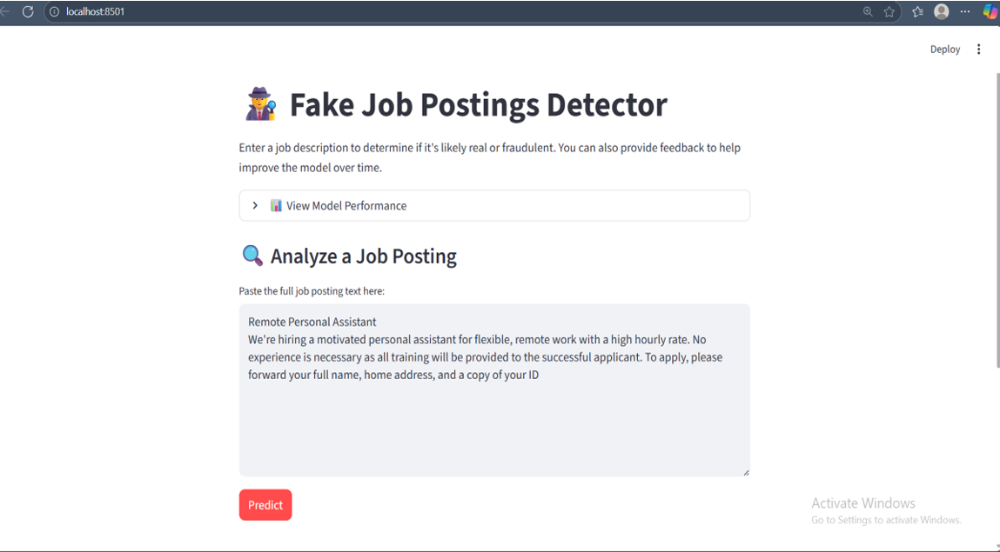 localhost:8501
Deploy
Fake Job Postings Detector
Enter a job description to determine if it's likely real or fraudulent. You can also provide feedback to help
improve the model over time.
View Model Performance
Analyze a Job Posting
Paste the full job posting text here:
Remote Personal Assistant
We're hiring a motivated personal assistant for flexible, remote work with a high hourly rate. No
experience is necessary as all training will be provided to the successful applicant. To apply, please
forward your full name, home address, and a copy of your ID
Predict
Activate Windows
Go to Settings to activate Windows.